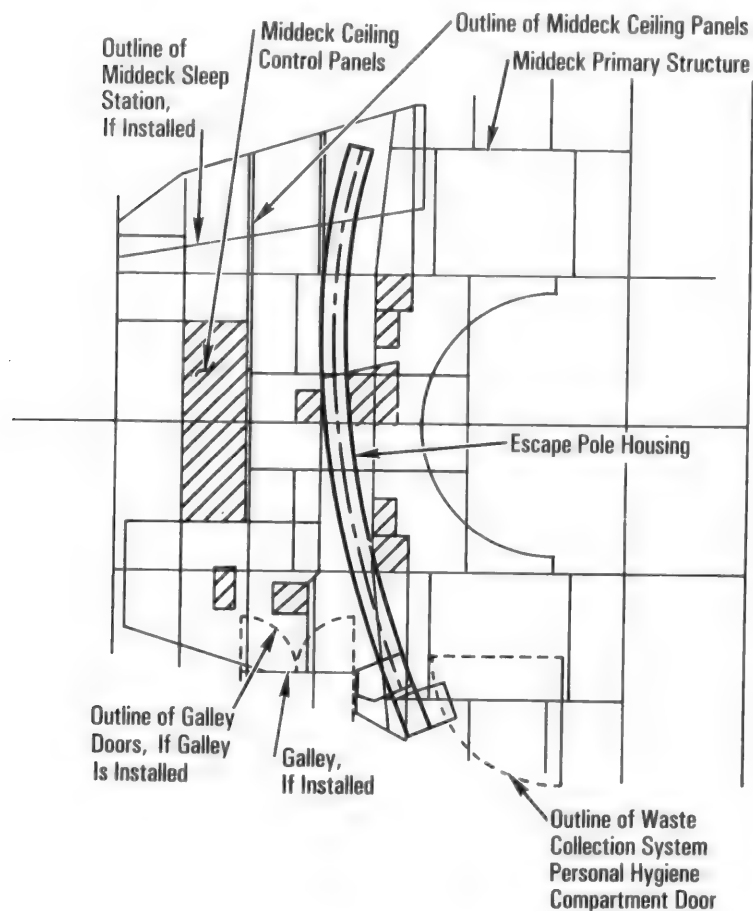 Outline of
Middeck Sleep
Station,
If Installed
Middeck Ceiling
Control Panels
Outline of Middeck Ceiling Panels
Middeck Primary Structure
Escape Pole Housing
Outline of Galley
Doors, If Galley
Is Installed
Galley,
If Installed
Outline of Waste
Collection System
Personal Hygiene
Compartment Door